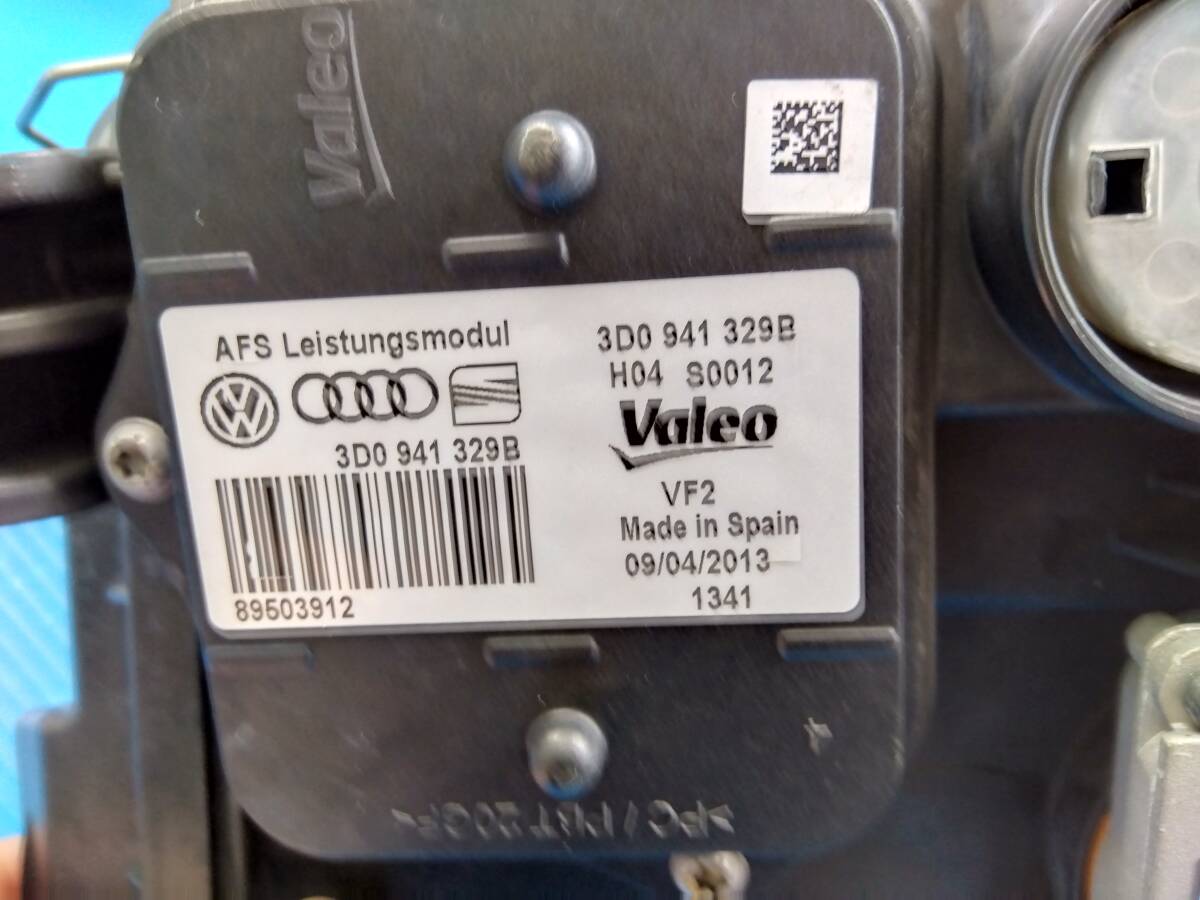 Valeo
AFS Leistungsmodul
3D0 941 329B
89503912
3D0 941 329B
H04 S0012
Valeo
VF2
Made in Spain
09/04/2013
1341